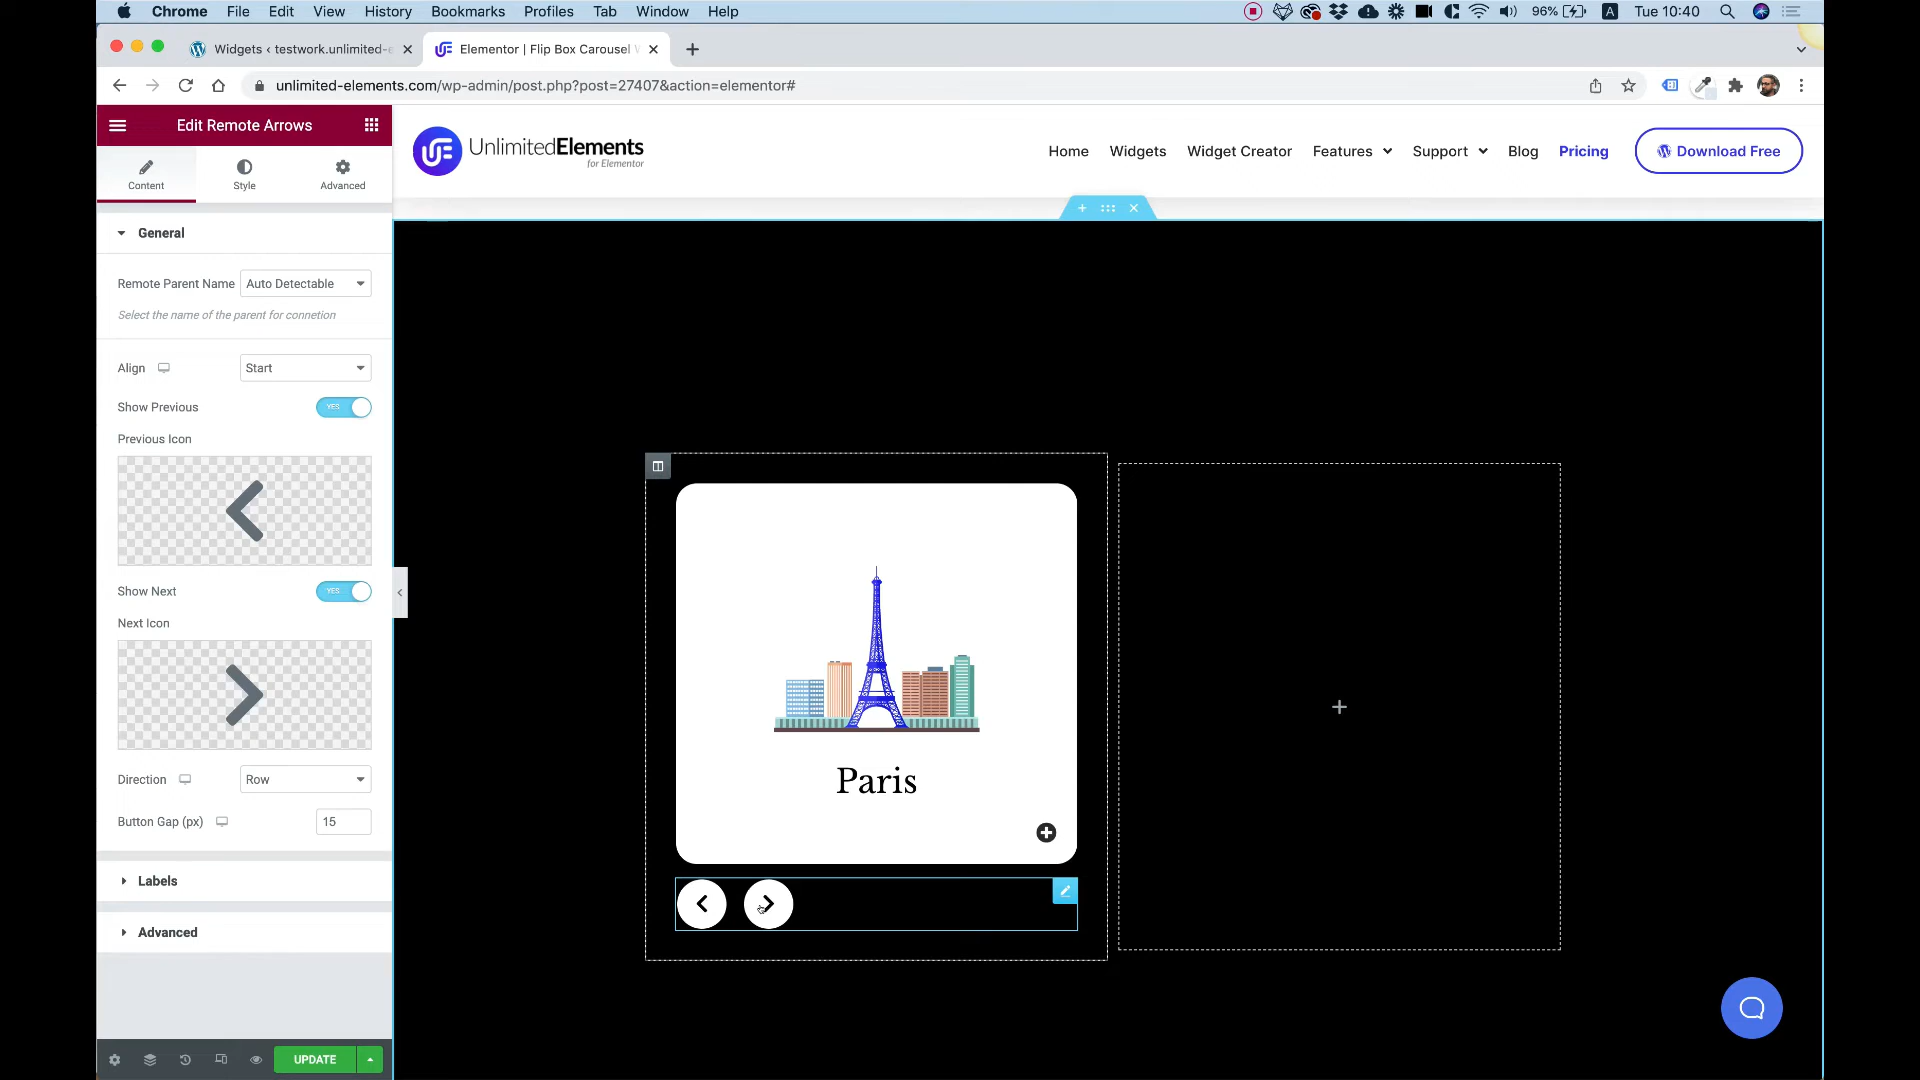 Chrome File Edit View History Bookmarks Profiles Tab Window Help 96% A Tue 10:40
Widgets ‹ testwork.unlimited-e
Elementor | Flip Box Carousel W
unlimited-elements.com/wp-admin/post.php?post=27407&action=elementor#
Edit Remote Arrows
Content Style Advanced
General
Remote Parent Name Auto Detectable
Select the name of the parent for connetion
Align Start
Show Previous YES
Previous Icon
Show Next YES
Next Icon
Direction Row
Button Gap (px) 15
Labels
Advanced
UPDATE
UnlimitedElements
for Elementor
Home Widgets Widget Creator Features Support Blog Pricing Download Free
Paris